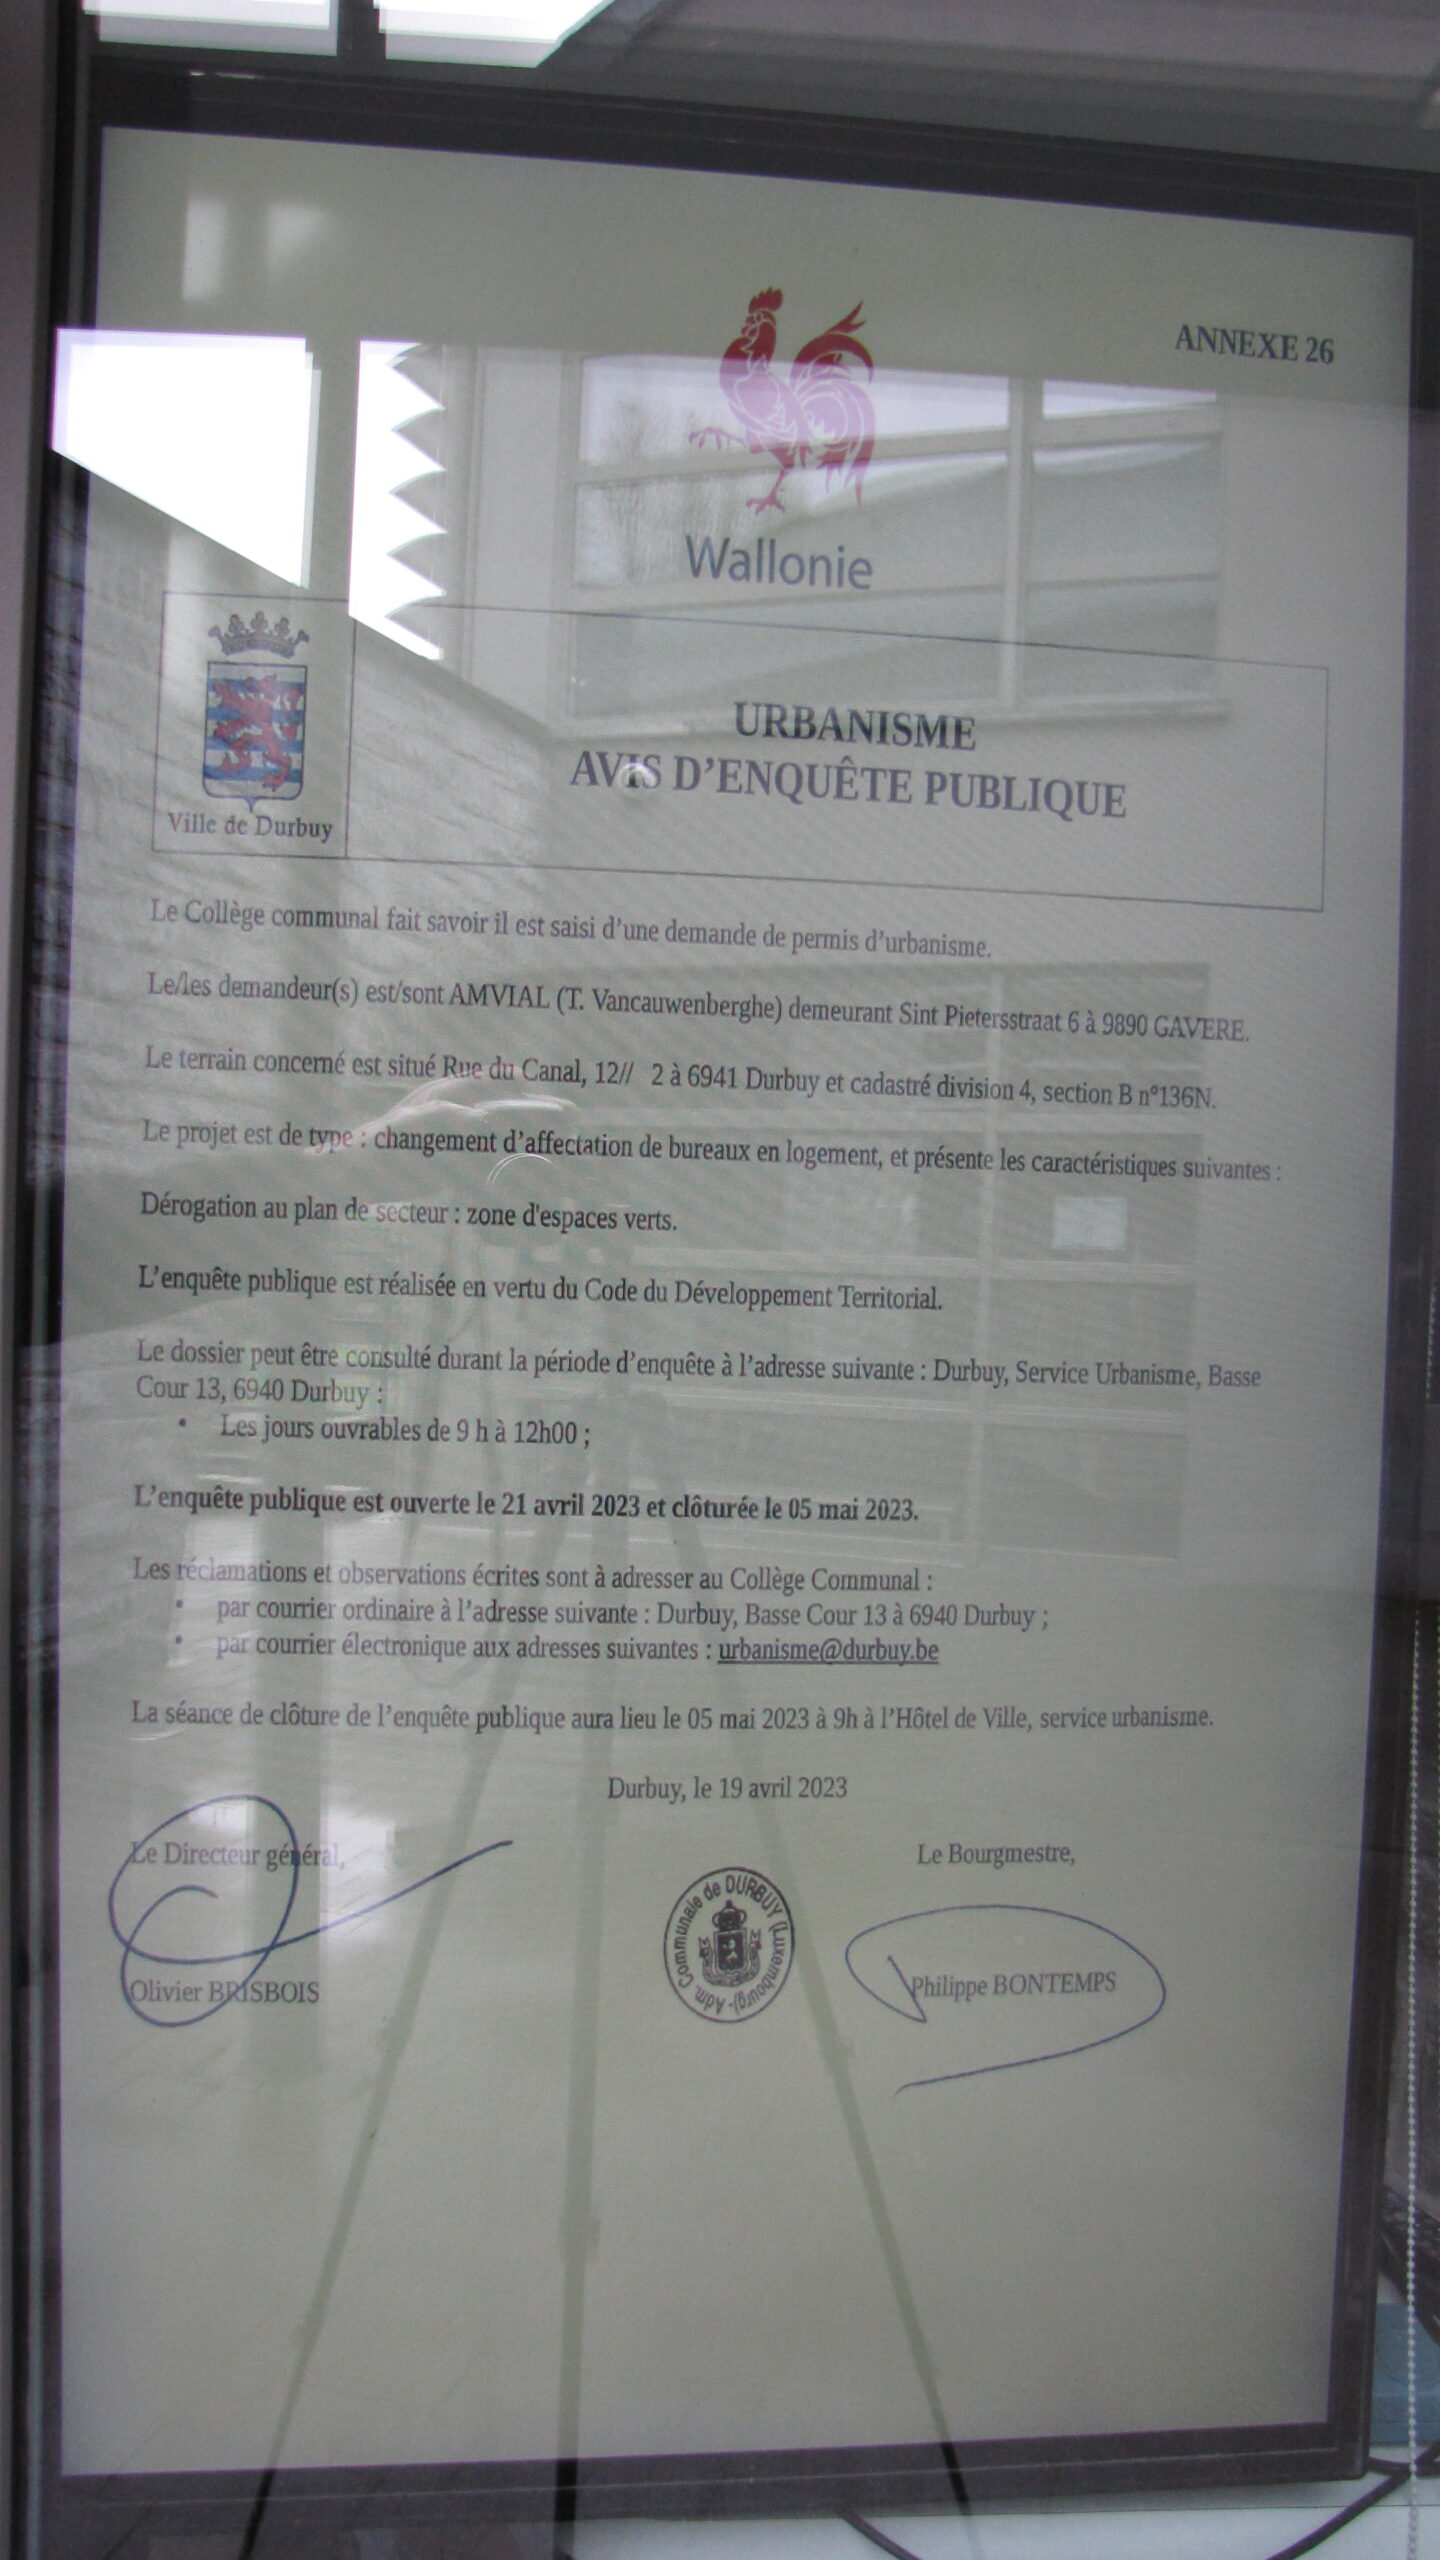 ANNEXE 26
Wallonie
Ville de Durbuy
URBANISME
AVIS D'ENQUÊTE PUBLIQUE
Le Collège communal fait savoir il est saisi d'une demande de permis d'urbanisme.
Le/les demandeur(s) est/sont AMVIAL (T. Vancauwenberghe) demeurant Sint Pietersstraat 6 à 9890 GAVERE.
Le terrain concerné est situé Rue du Canal, 12// 2 à 6941 Durbuy et cadastré division 4, section B n°136N.
Le projet est de type : changement d'affectation de bureaux en logement, et présente les caractéristiques suivantes :
Dérogation au plan de secteur : zone d'espaces verts.
L'enquête publique est réalisée en vertu du Code du Développement Territorial.
Le dossier peut être consulté durant la période d'enquête à l'adresse suivante : Durbuy, Service Urbanisme, Basse
Cour 13, 6940 Durbuy :
• Les jours ouvrables de 9 h à 12h00 ;
L'enquête publique est ouverte le 21 avril 2023 et clôturée le 05 mai 2023.
Les réclamations et observations écrites sont à adresser au Collège Communal :
• par courrier ordinaire à l'adresse suivante : Durbuy, Basse Cour 13 à 6940 Durbuy ;
• par courrier électronique aux adresses suivantes : urbanisme@durbuy.be
La séance de clôture de l'enquête publique aura lieu le 05 mai 2023 à 9h à l'Hôtel de Ville, service urbanisme.
Durbuy, le 19 avril 2023
Le Directeur général,
Le Bourgmestre,
Adm. Communale de DURBUY (Luxembourg)
Olivier BRISBOIS
Philippe BONTEMPS